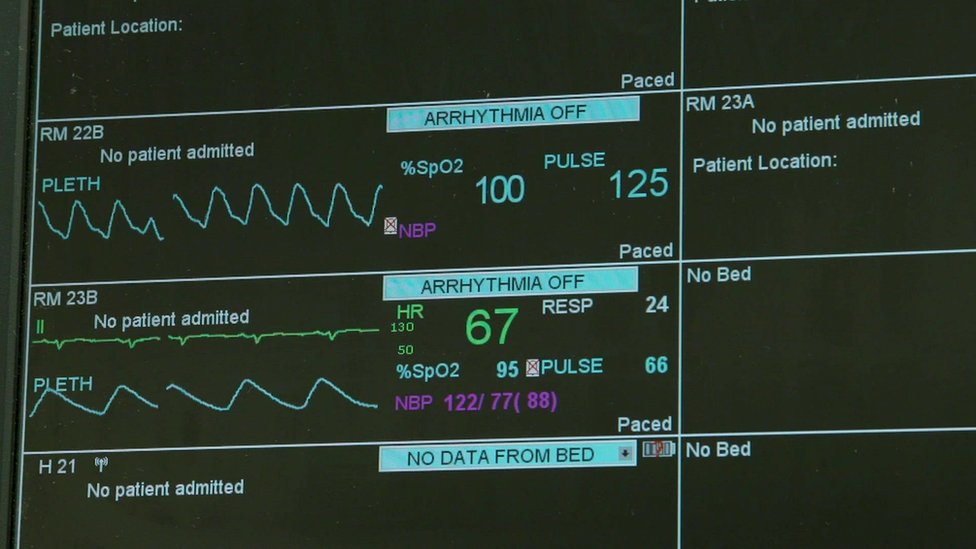 Patient Location:
Paced
RM 22B
ARRHYTHMIA OFF
No patient admitted
PLETH
%SpO2 100 PULSE 125
NBP
Paced
RM 23B
ARRHYTHMIA OFF
No patient admitted
II
HR 67 RESP 24
130
50
PLETH
%SpO2 95 PULSE 66
NBP 122/ 77( 88)
Paced
H 21
NO DATA FROM BED
No patient admitted
RM 23A
No patient admitted
Patient Location:
No Bed
No Bed